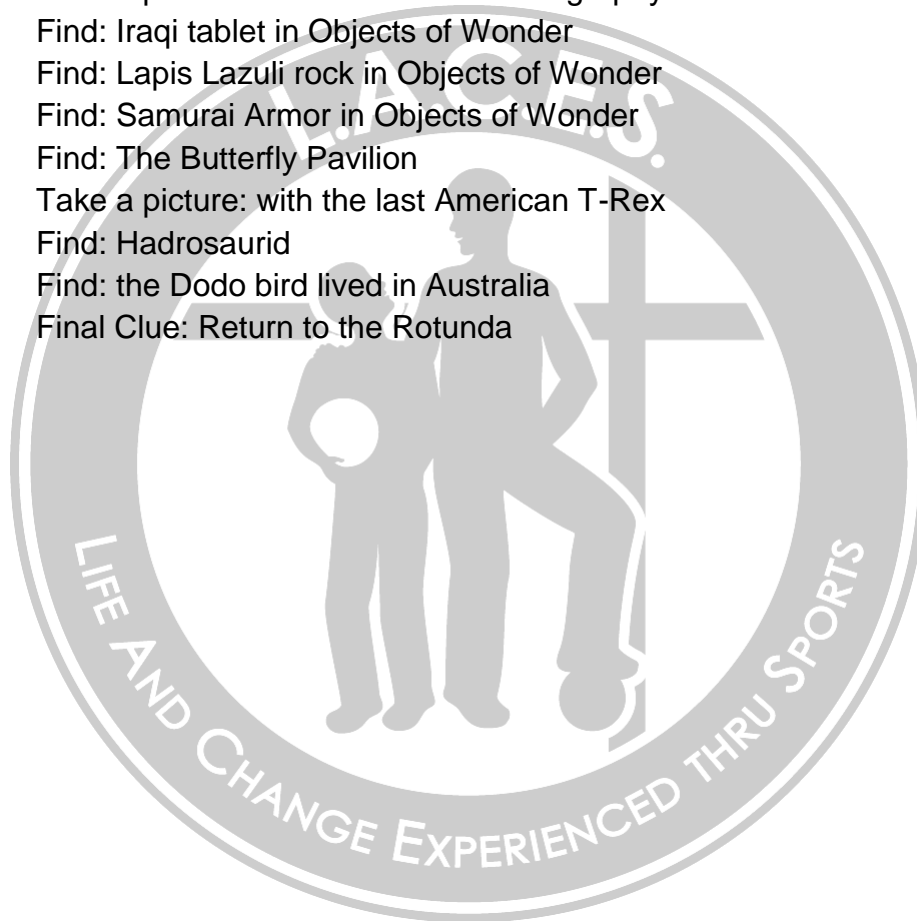 Find: Iraqi tablet in Objects of Wonder
Find: Lapis Lazuli rock in Objects of Wonder
Find: Samurai Armor in Objects of Wonder
Find: The Butterfly Pavilion
Take a picture: with the last American T-Rex
Find: Hadrosaurid
Find: the Dodo bird lived in Australia
Final Clue: Return to the Rotunda
L.A.C.E.S.
LIFE AND CHANGE EXPERIENCED THRU SPORTS